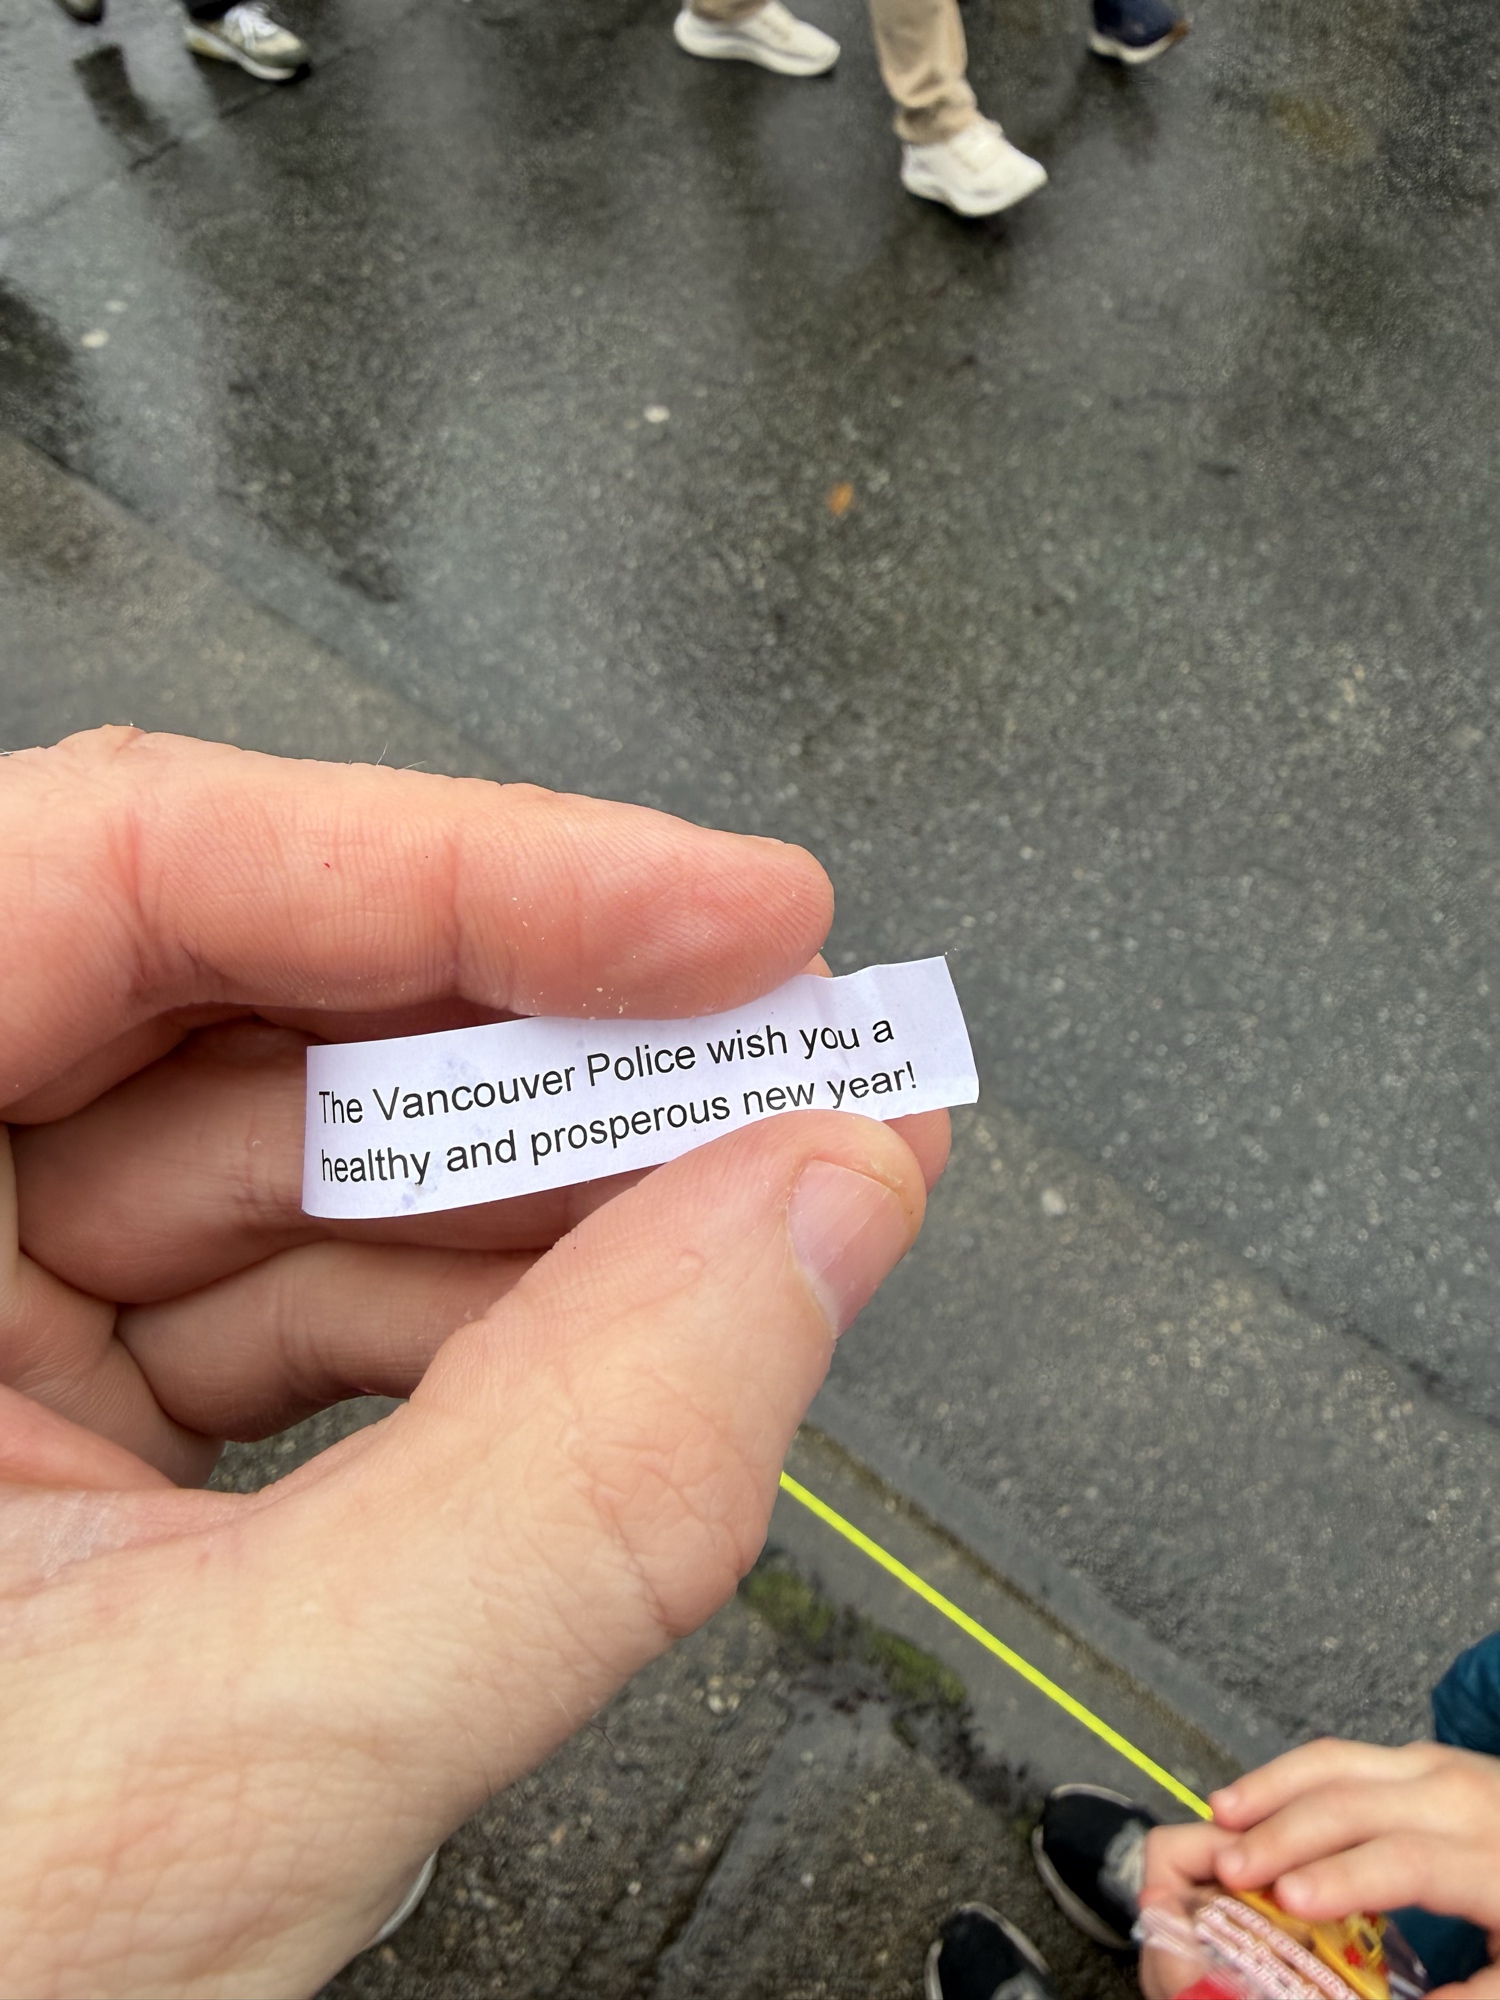 The Vancouver Police wish you a
healthy and prosperous new year!